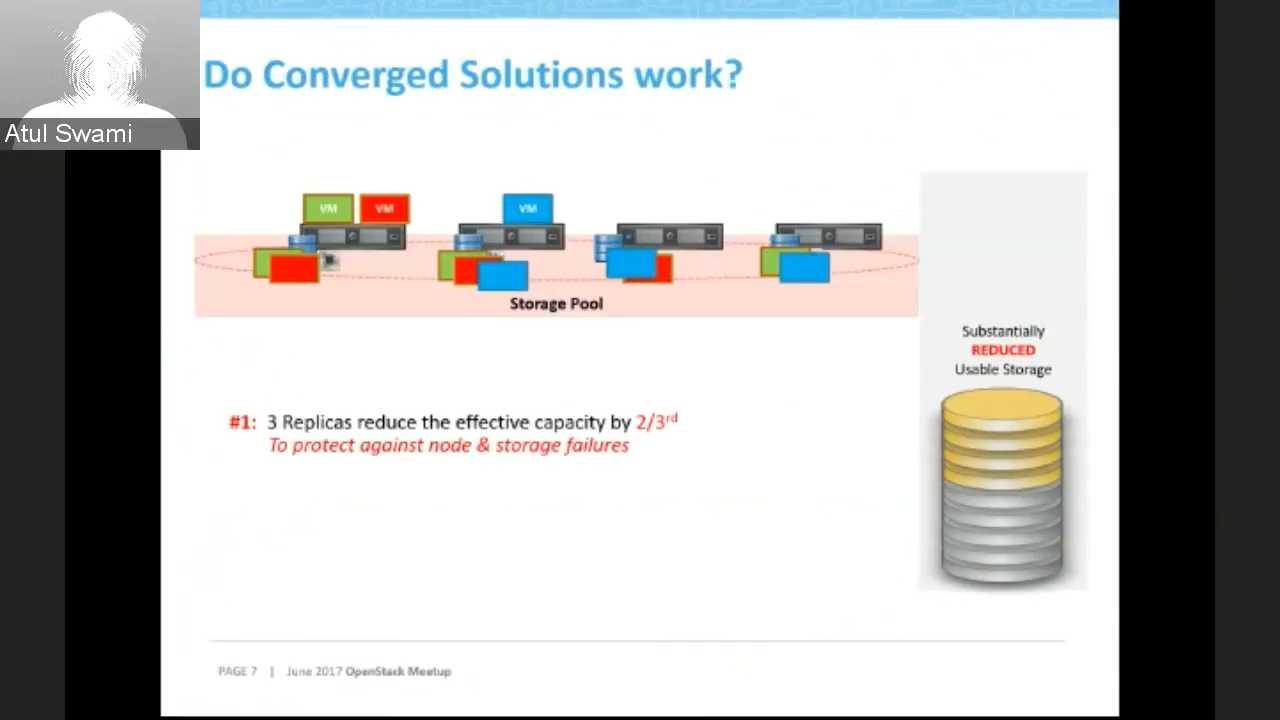 Atul Swami
Do Converged Solutions work?
VM VM VM
Storage Pool
Substantially
REDUCED
Usable Storage
#1: 3 Replicas reduce the effective capacity by 2/3rd
To protect against node & storage failures
PAGE 7 | June 2017 OpenStack Meetup